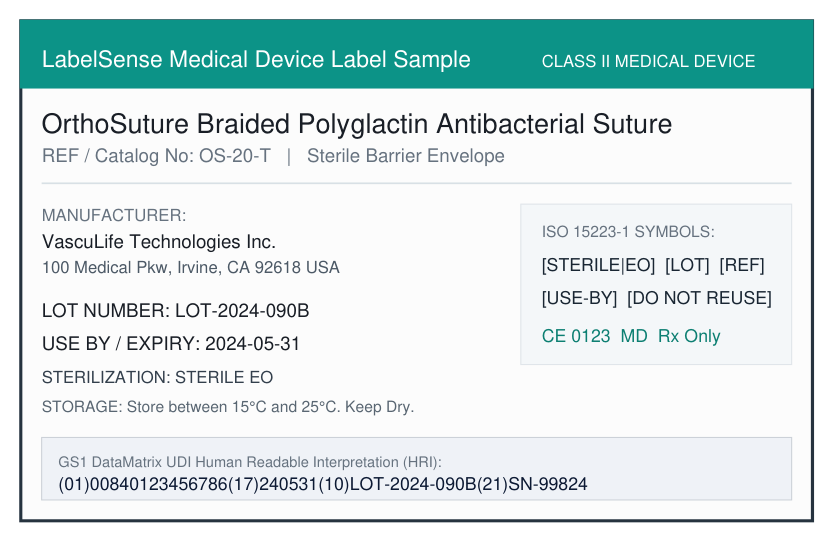 LabelSense Medical Device Label Sample
CLASS II MEDICAL DEVICE
OrthoSuture Braided Polyglactin Antibacterial Suture
REF / Catalog No: OS-20-T | Sterile Barrier Envelope
MANUFACTURER:
VascuLife Technologies Inc.
100 Medical Pkw, Irvine, CA 92618 USA
LOT NUMBER: LOT-2024-090B
USE BY / EXPIRY: 2024-05-31
STERILIZATION: STERILE EO
STORAGE: Store between 15°C and 25°C. Keep Dry.
ISO 15223-1 SYMBOLS:
[STERILE|EO] [LOT] [REF]
[USE-BY] [DO NOT REUSE]
CE 0123 MD Rx Only
GS1 DataMatrix UDI Human Readable Interpretation (HRI):
(01)00840123456786(17)240531(10)LOT-2024-090B(21)SN-99824